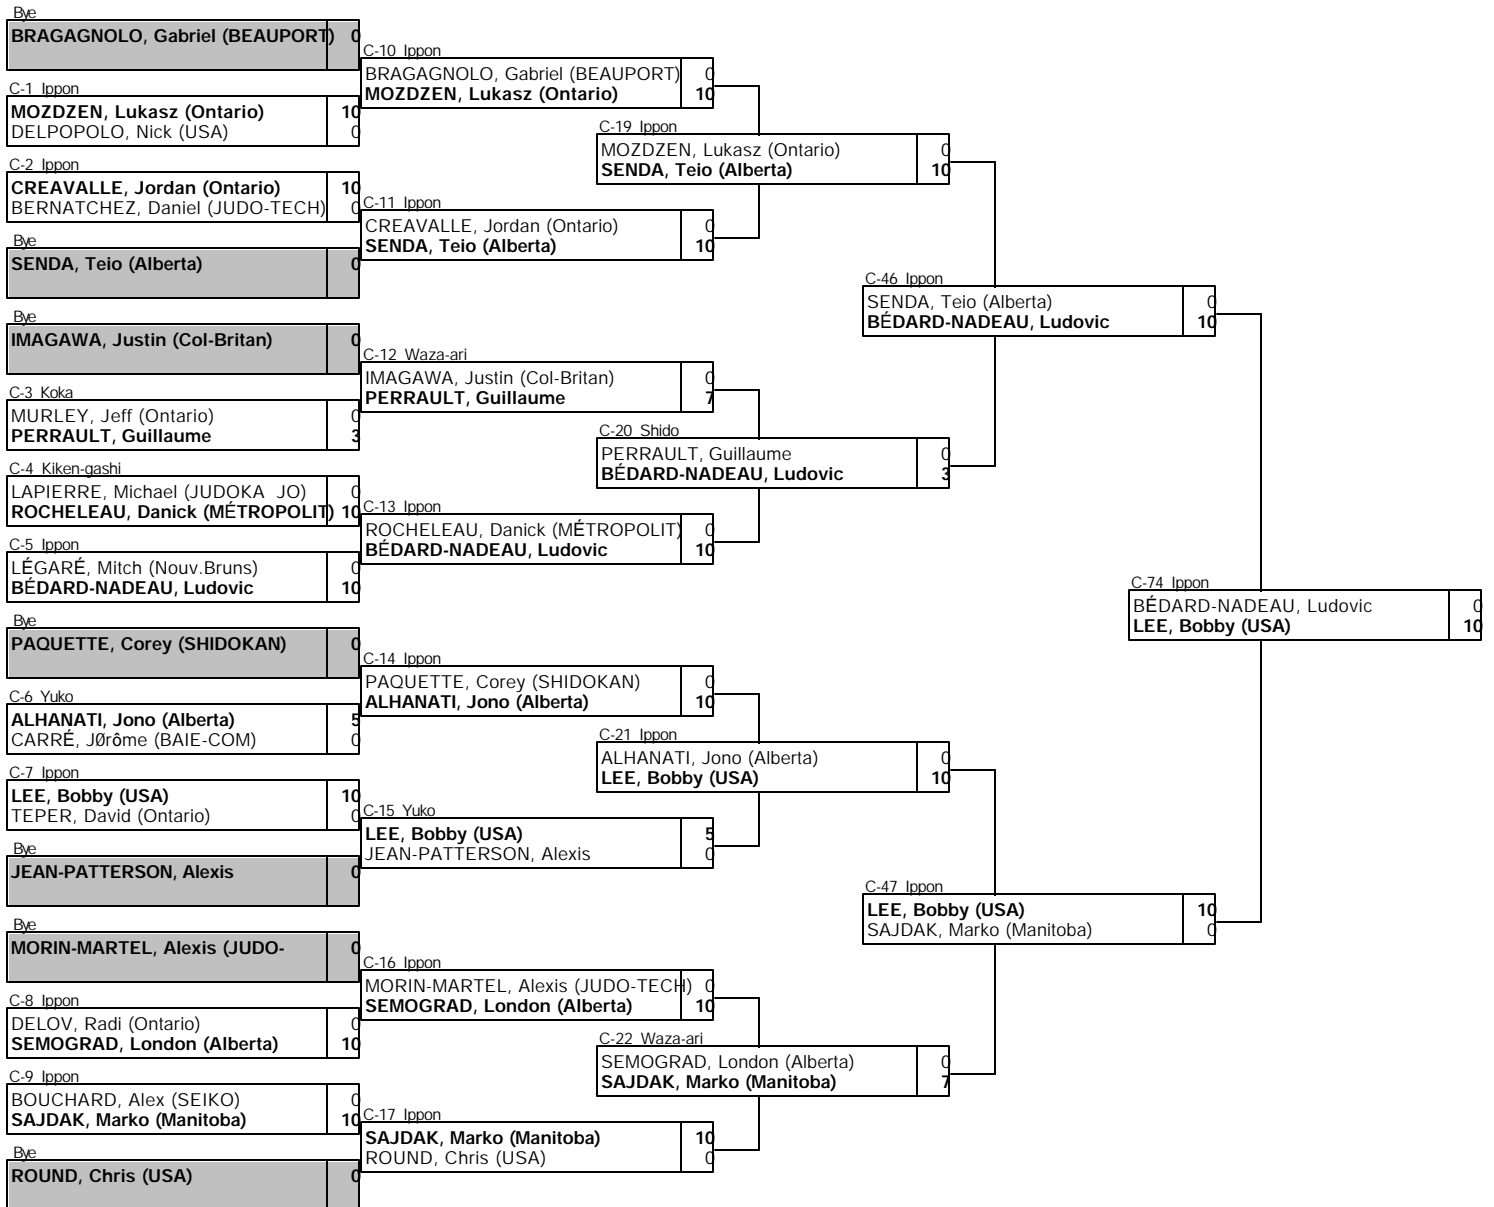 Bye
BRAGAGNOLO, Gabriel (BEAUPORT) 0
C-1 Ippon
MOZDZEN, Lukasz (Ontario) 10
DELPOPOLO, Nick (USA) 0
C-2 Ippon
CREAVALLE, Jordan (Ontario) 10
BERNATCHEZ, Daniel (JUDO-TECH) 0
Bye
SENDA, Teio (Alberta) 0
Bye
IMAGAWA, Justin (Col-Britan) 0
C-3 Koka
MURLEY, Jeff (Ontario) 0
PERRAULT, Guillaume 3
C-4 Kiken-gashi
LAPIERRE, Michael (JUDOKA JO) 0
ROCHELEAU, Danick (MÉTROPOLIT) 10
C-5 Ippon
LÉGARÉ, Mitch (Nouv.Bruns) 0
BÉDARD-NADEAU, Ludovic 10
Bye
PAQUETTE, Corey (SHIDOKAN) 0
C-6 Yuko
ALHANATI, Jono (Alberta) 5
CARRÉ, JØrôme (BAIE-COM) 0
C-7 Ippon
LEE, Bobby (USA) 10
TEPER, David (Ontario) 0
Bye
JEAN-PATTERSON, Alexis 0
Bye
MORIN-MARTEL, Alexis (JUDO- 0
C-8 Ippon
DELOV, Radi (Ontario) 0
SEMOGRAD, London (Alberta) 10
C-9 Ippon
BOUCHARD, Alex (SEIKO) 0
SAJDAK, Marko (Manitoba) 10
Bye
ROUND, Chris (USA) 0
C-10 Ippon
BRAGAGNOLO, Gabriel (BEAUPORT) 0
MOZDZEN, Lukasz (Ontario) 10
C-11 Ippon
CREAVALLE, Jordan (Ontario) 0
SENDA, Teio (Alberta) 10
C-12 Waza-ari
IMAGAWA, Justin (Col-Britan) 0
PERRAULT, Guillaume 7
C-13 Ippon
ROCHELEAU, Danick (MÉTROPOLIT) 0
BÉDARD-NADEAU, Ludovic 10
C-14 Ippon
PAQUETTE, Corey (SHIDOKAN) 0
ALHANATI, Jono (Alberta) 10
C-15 Yuko
LEE, Bobby (USA) 5
JEAN-PATTERSON, Alexis 0
C-16 Ippon
MORIN-MARTEL, Alexis (JUDO-TECH) 0
SEMOGRAD, London (Alberta) 10
C-17 Ippon
SAJDAK, Marko (Manitoba) 10
ROUND, Chris (USA) 0
C-19 Ippon
MOZDZEN, Lukasz (Ontario) 0
SENDA, Teio (Alberta) 10
C-20 Shido
PERRAULT, Guillaume 0
BÉDARD-NADEAU, Ludovic 3
C-21 Ippon
ALHANATI, Jono (Alberta) 0
LEE, Bobby (USA) 10
C-22 Waza-ari
SEMOGRAD, London (Alberta) 0
SAJDAK, Marko (Manitoba) 7
C-46 Ippon
SENDA, Teio (Alberta) 0
BÉDARD-NADEAU, Ludovic 10
C-47 Ippon
LEE, Bobby (USA) 10
SAJDAK, Marko (Manitoba) 0
C-74 Ippon
BÉDARD-NADEAU, Ludovic 0
LEE, Bobby (USA) 10